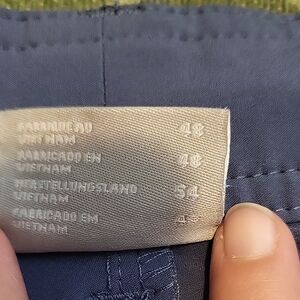 FABRIQUE AU 48
VIET NAM
FABRICADO EN 48
VIETNAM
HERSTELLUNGSLAND 54
VIETNAM
FABRICADO EM
VIETNAM